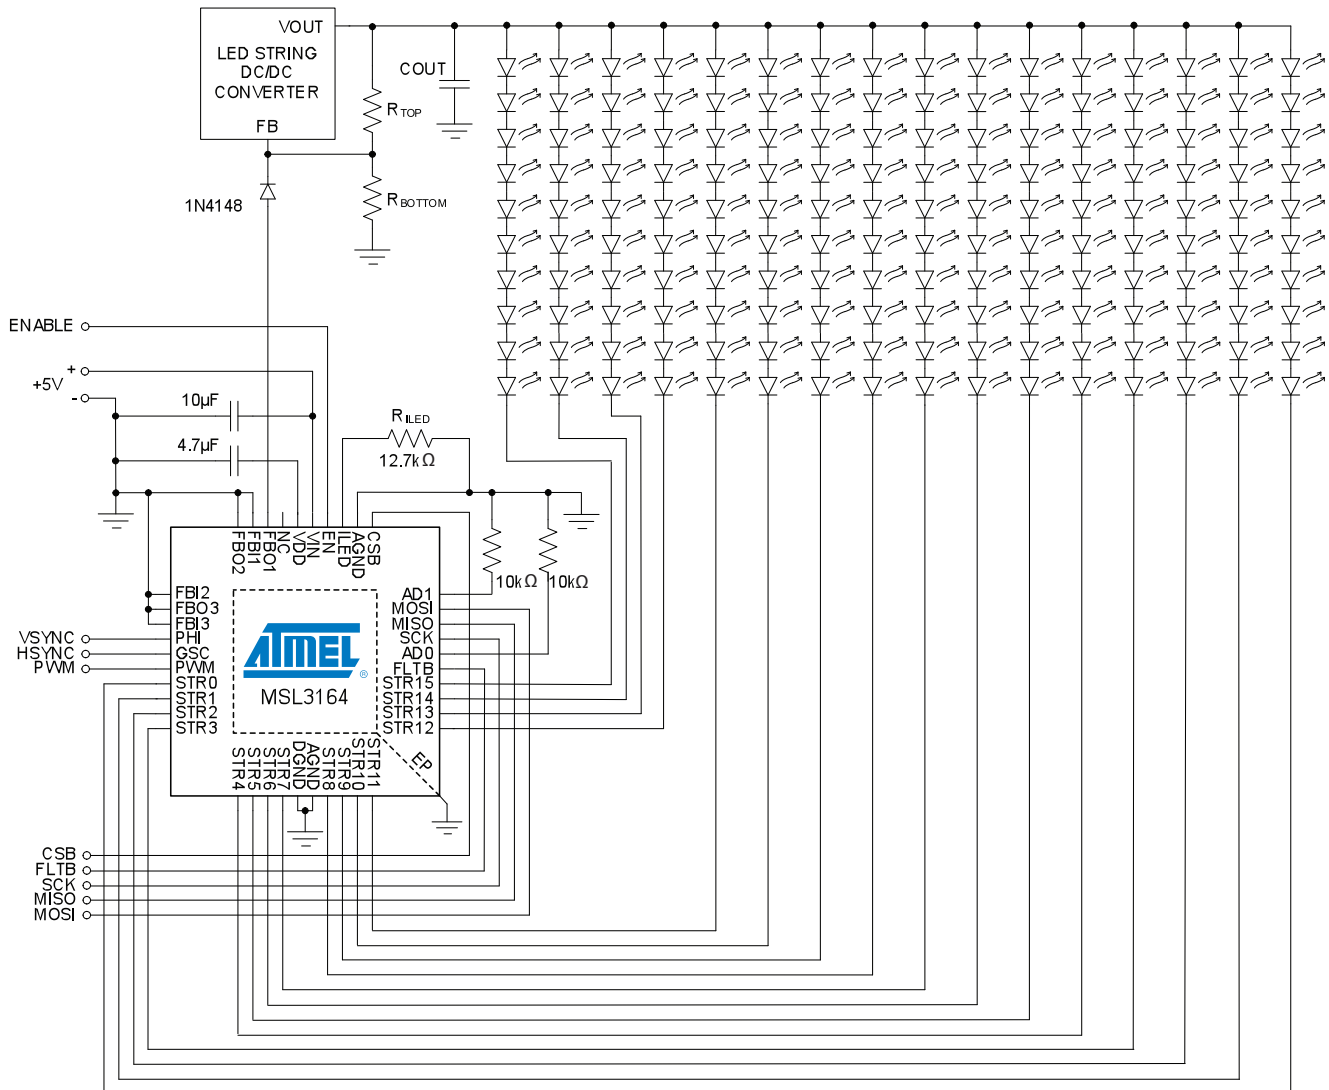 VOUT
LED STRING
DC/DC
CONVERTER
FB
COUT
RTOP
RBOTTOM
1N4148
ENABLE
+
+5V
-
10µF
4.7µF
RILED
12.7kΩ
FBO2
FBI1
FBO1
NC
VDD
VIN
EN
ILED
AGND
CSB
10kΩ
10kΩ
FBI2
FBO3
FBI3
PHI
GSC
PWM
STR0
STR1
STR2
STR3
VSYNC
HSYNC
PWM
ATMEL
®
MSL3164
AD1
MOSI
MISO
SCK
AD0
FLTB
STR15
STR14
STR13
STR12
STR4
STR5
STR6
STR7
DGND
AGND
STR8
STR9
STR10
STR11
EP
CSB
FLTB
SCK
MISO
MOSI